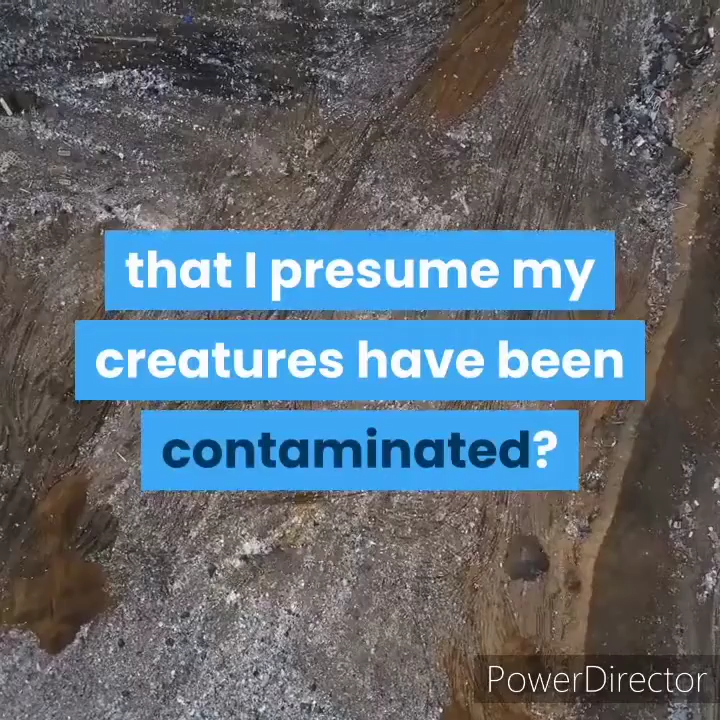 that I presume my
creatures have been
contaminated?
PowerDirector